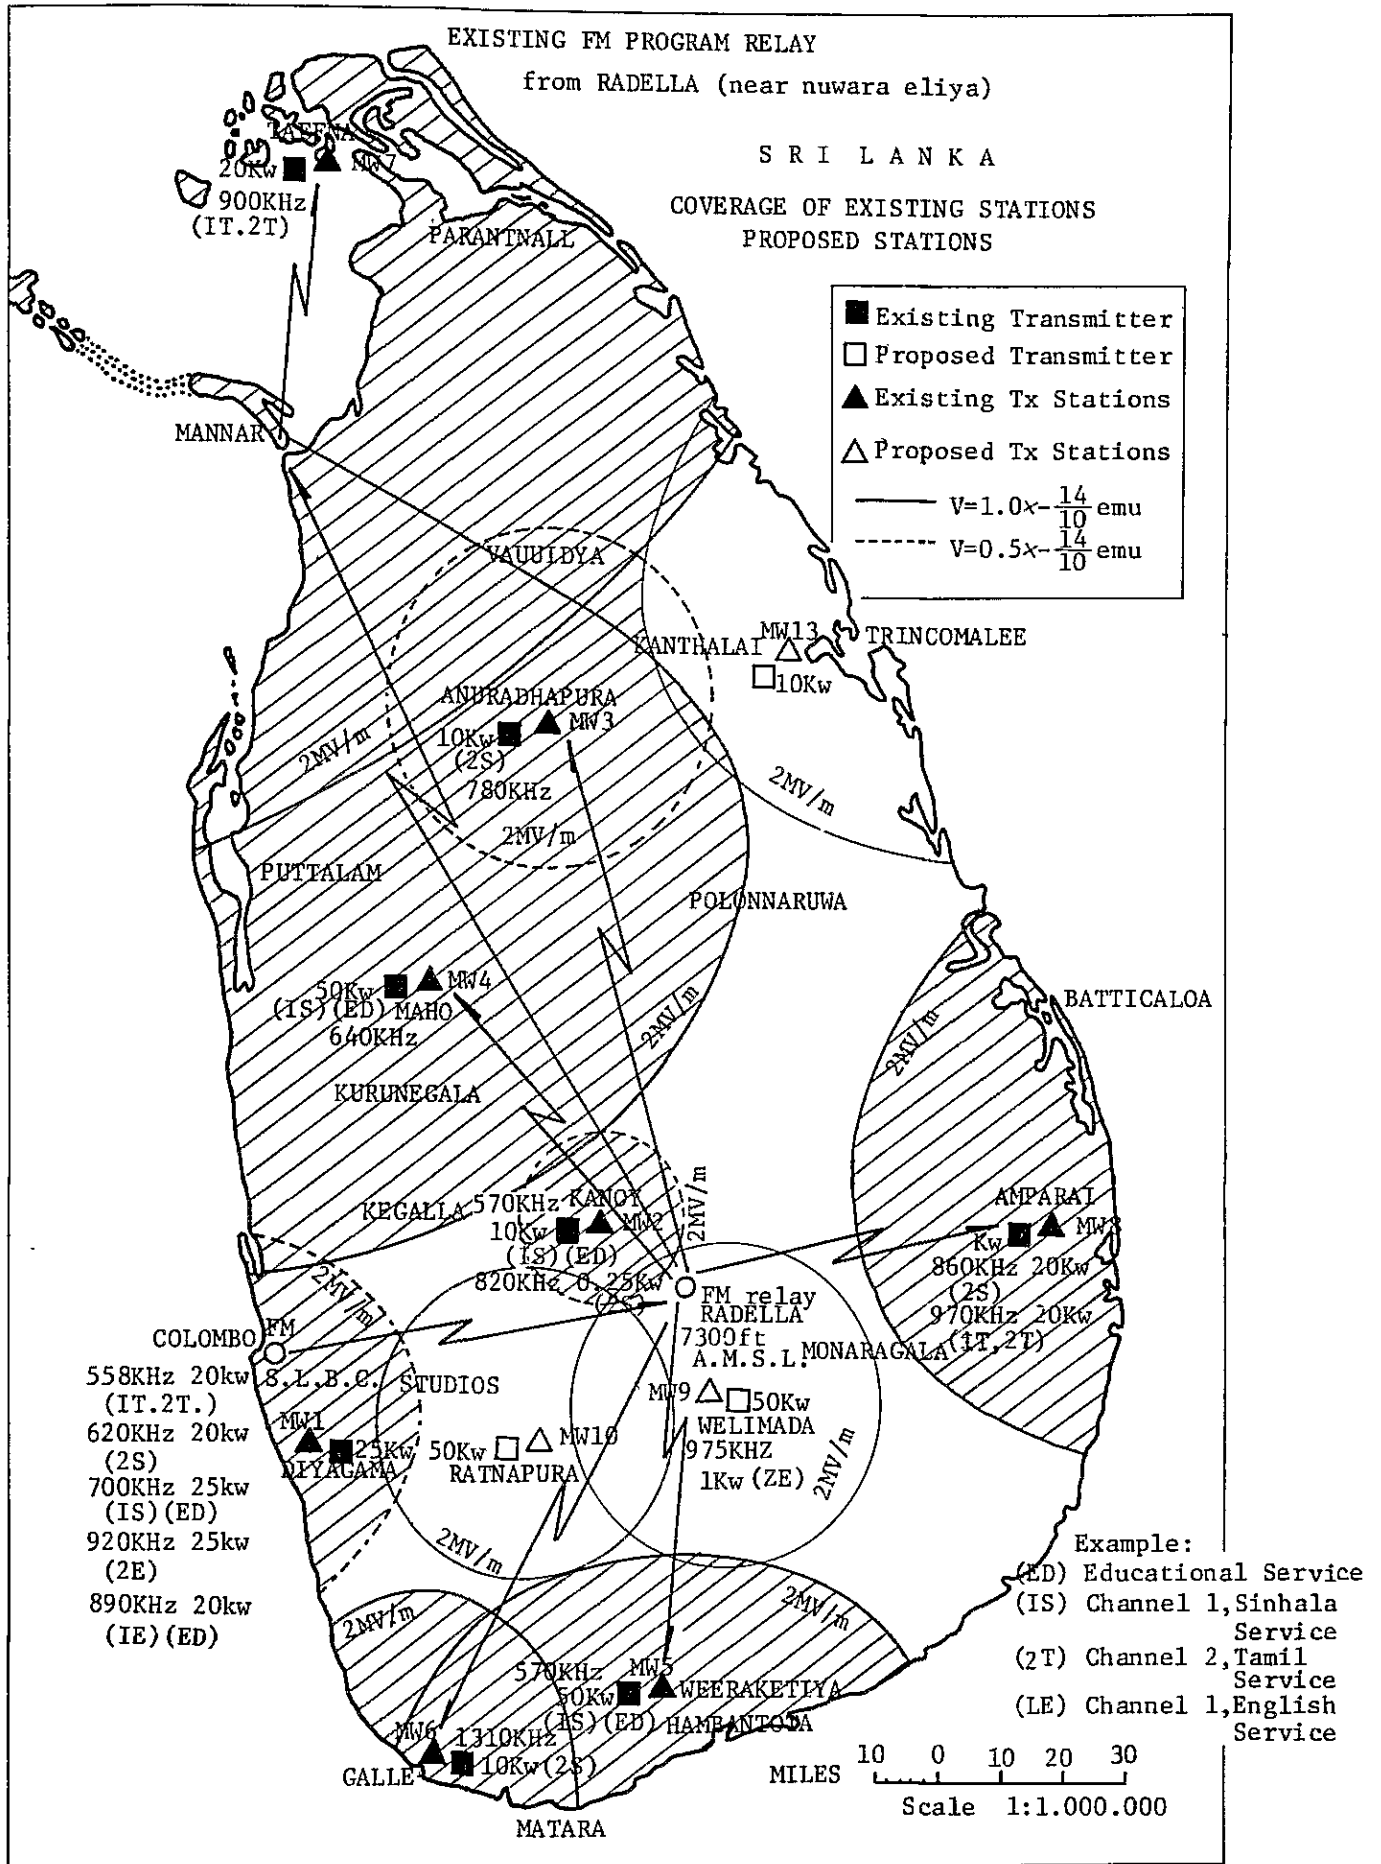 EXISTING FM PROGRAM RELAY
from RADELLA (near nuwara eliya)
SRI LANKA
COVERAGE OF EXISTING STATIONS
PROPOSED STATIONS
Existing Transmitter
Proposed Transmitter
Existing Tx Stations
Proposed Tx Stations
V=1.0×-14/10 emu
V=0.5×-14/10 emu
TAFFNA
20Kw
MW7
900KHz
(IT.2T)
PARANTNALL
MANNAR
VAUUIDYA
MW13
KANTHALAI
TRINCOMALEE
10Kw
ANURADHAPURA
10Kw
MW3
(2S)
780KHz
2MV/m
2MV/m
2MV/m
PUTTALAM
POLONNARUWA
50Kw
MW4
(IS)(ED) MAHO
640KHz
2MV/m
2MV/m
BATTICALOA
KURUNEGALA
KEGALLA
570KHz KANOY
10Kw
MW2
(IS)(ED)
820KHz 0.25Kw
(2S)
2MV/m
AMPARAI
Kw
MW8
860KHz 20Kw
(2S)
970KHz 20Kw
(1T,2T)
FM relay
RADELLA
7300ft
A.M.S.L.
MONARAGALA
2MV/m
COLOMBO FM
S.L.B.C. STUDIOS
558KHz 20kw
(IT.2T.)
620KHz 20kw
(2S)
700KHz 25kw
(IS)(ED)
920KHz 25kw
(2E)
890KHz 20kw
(IE)(ED)
MW1
25Kw
DIYAGAMA
50Kw
MW10
RATNAPURA
MW9
50Kw
WELIMADA
975KHZ
1Kw (ZE)
2MV/m
2MV/m
2MV/m
2MV/m
570KHz
MW5
50Kw
WEERAKETIYA
(IS)(ED) HAMBANTOTA
MW6
1310KHz
10Kw(2S)
GALLE
MATARA
Example:
(ED) Educational Service
(IS) Channel 1,Sinhala
Service
(2T) Channel 2,Tamil
Service
(LE) Channel 1,English
Service
MILES 10 0 10 20 30
Scale 1:1.000.000